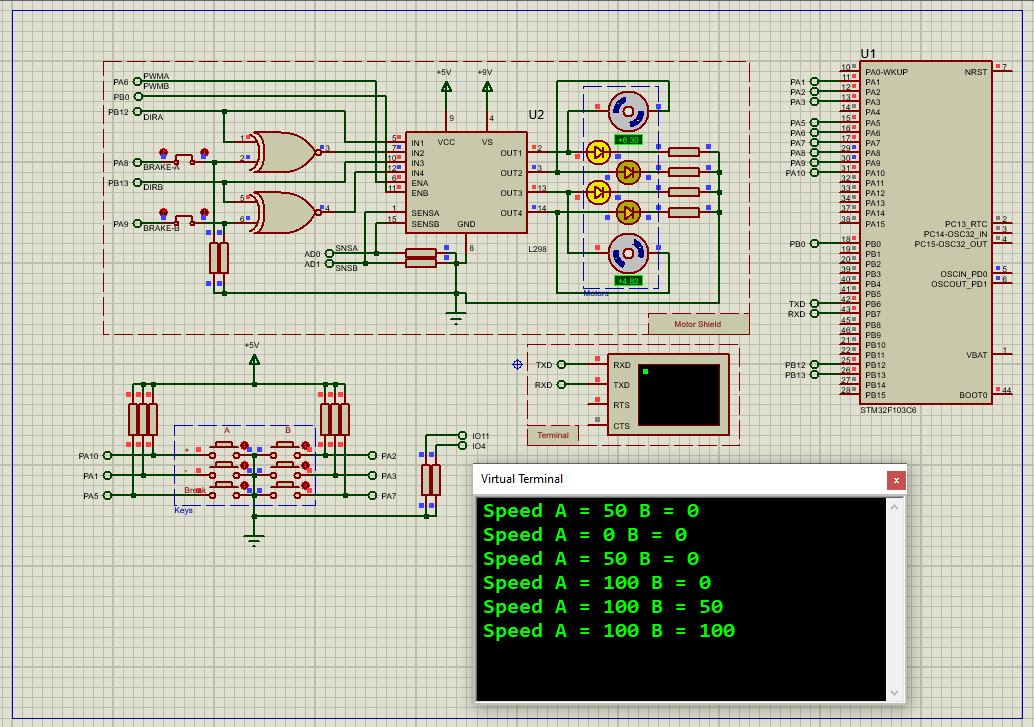 U1
+5V
+9V
PA6 PWMA
PWMB
PB0
PB12
DIRA
PA8
BRAKE-A
PB13
DIRB
PA9
BRAKE-B
1
2
3
5
6
4
U2
9
4
VCC
VS
5 IN1
7 IN2
10 IN3
12 IN4
6 ENA
11 ENB
1 SENSA
15 SENSB
GND
8
OUT1 2
OUT2 3
OUT3 13
OUT4 14
L298
AD0 SNSA
AD1 SNSB
+6.30
+4.82
Motors
Motor Shield
PA1
PA2
PA3
PA5
PA6
PA7
PA8
PA9
PA10
PB0
TXD
RXD
PB12
PB13
10 PA0-WKUP
11 PA1
12 PA2
13 PA3
14 PA4
15 PA5
16 PA6
17 PA7
29 PA8
30 PA9
31 PA10
32 PA11
33 PA12
34 PA13
37 PA14
38 PA15
18 PB0
19 PB1
20 PB2
39 PB3
40 PB4
41 PB5
42 PB6
43 PB7
45 PB8
46 PB9
21 PB10
22 PB11
25 PB12
26 PB13
27 PB14
28 PB15
NRST 7
PC13_RTC 2
PC14-OSC32_IN 3
PC15-OSC32_OUT 4
OSCIN_PD0 5
OSCOUT_PD1 6
VBAT 1
BOOT0 44
STM32F103C6
TXD
RXD
RXD
TXD
RTS
CTS
Terminal
+5V
A
B
PA10
+
PA2
PA1
-
PA3
PA5
Break
PA7
Keys
IO11
IO4
Virtual Terminal
x
Speed A = 50 B = 0
Speed A = 0 B = 0
Speed A = 50 B = 0
Speed A = 100 B = 0
Speed A = 100 B = 50
Speed A = 100 B = 100